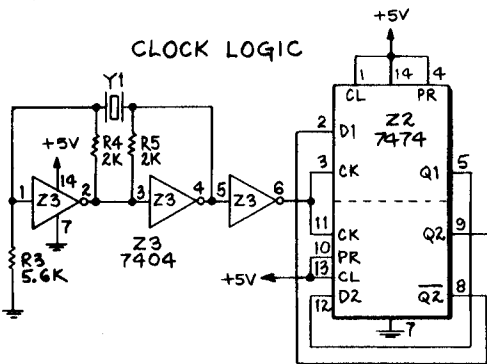 CLOCK LOGIC
+5V
1 14 4
CL PR
Z2
7474
2 D1
3 CK Q1 5
11 CK Q2 9
10 PR
13 CL
12 D2 Q2 8
7
+5V
Y1
R4
2K
R5
2K
+5V
14
1 Z3 2
7
3 Z3 4
5 Z3 6
Z3
7404
R3
5.6K